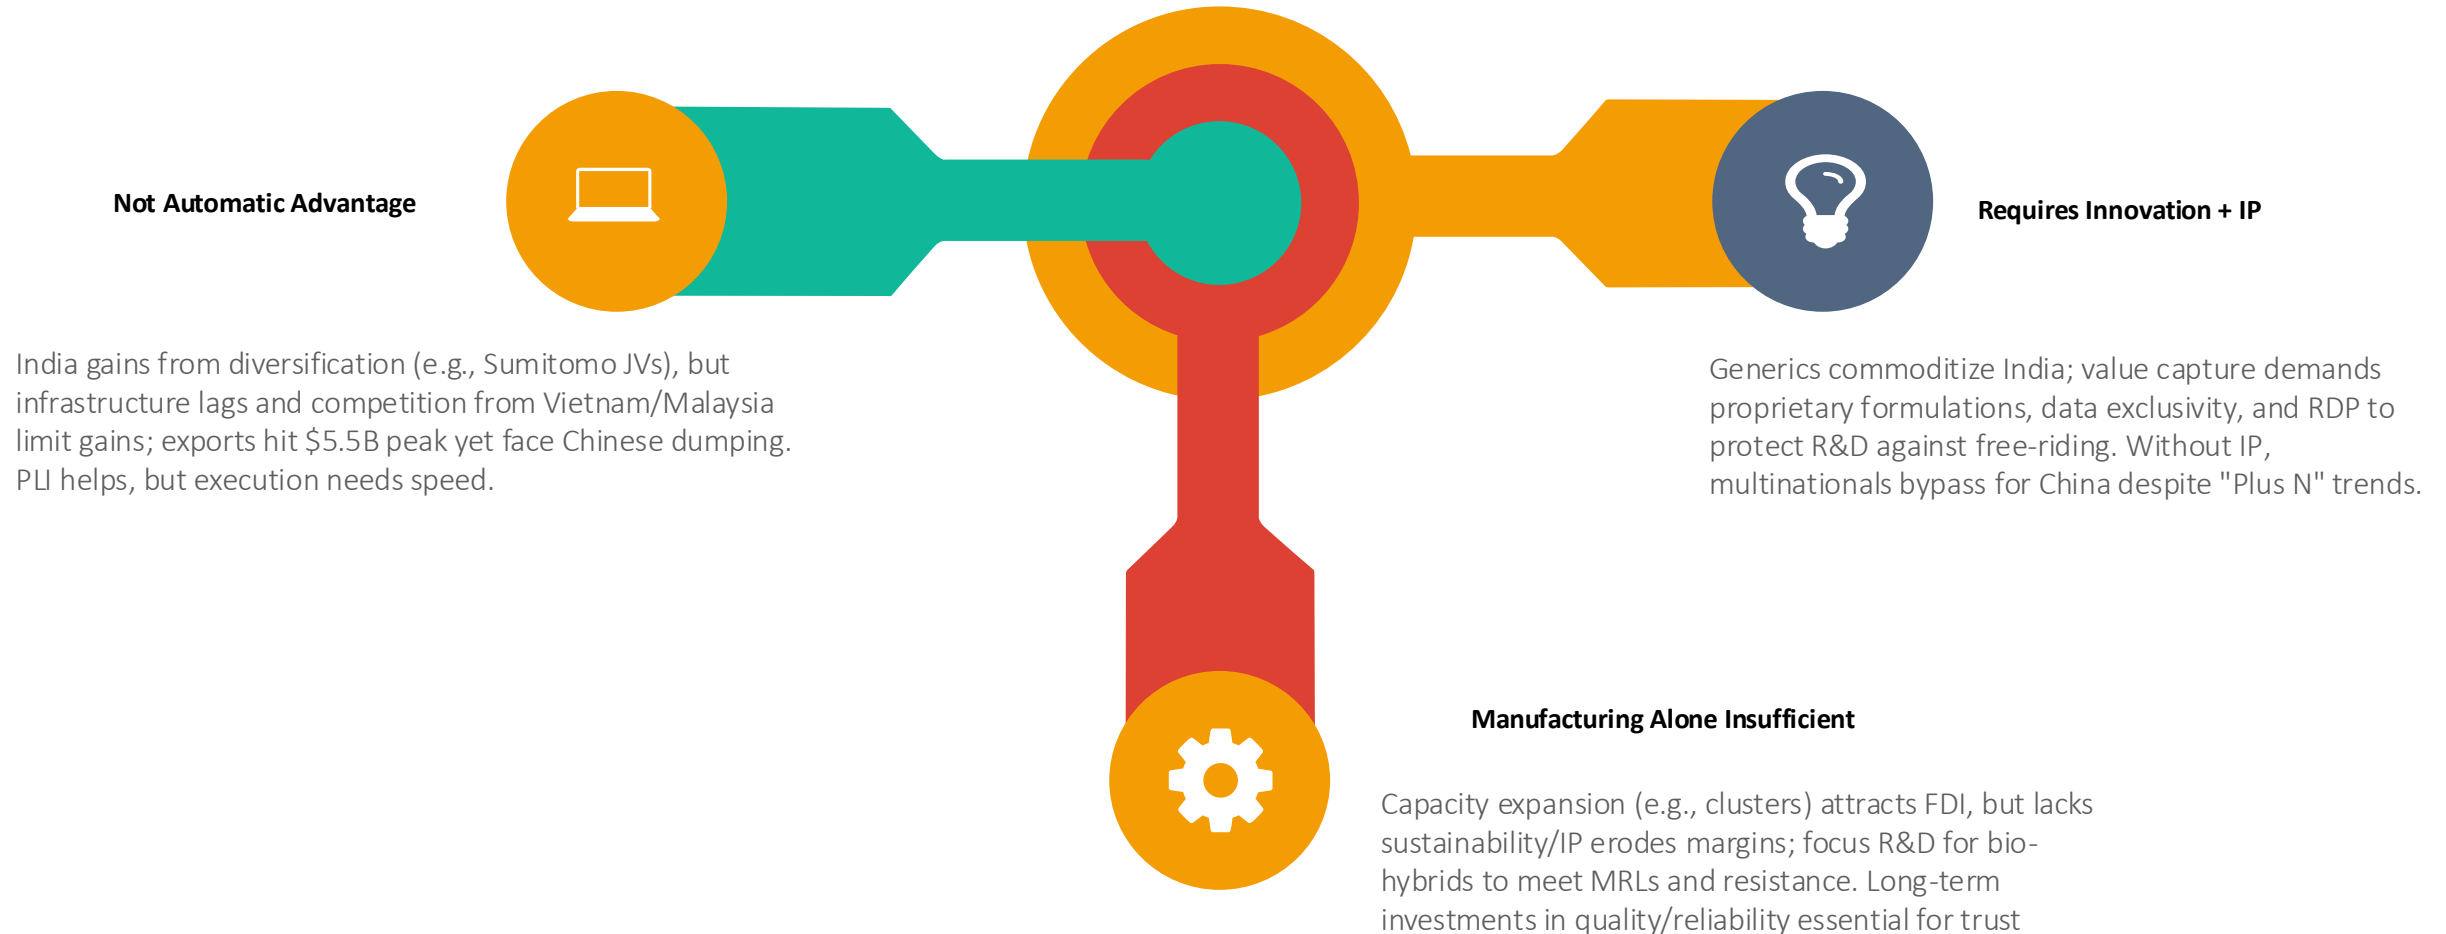 Not Automatic Advantage
India gains from diversification (e.g., Sumitomo JVs), but
infrastructure lags and competition from Vietnam/Malaysia
limit gains; exports hit $5.5B peak yet face Chinese dumping.
PLI helps, but execution needs speed.
Requires Innovation + IP
Generics commoditize India; value capture demands
proprietary formulations, data exclusivity, and RDP to
protect R&D against free-riding. Without IP,
multinationals bypass for China despite "Plus N" trends.
Manufacturing Alone Insufficient
Capacity expansion (e.g., clusters) attracts FDI, but lacks
sustainability/IP erodes margins; focus R&D for bio-
hybrids to meet MRLs and resistance. Long-term
investments in quality/reliability essential for trust